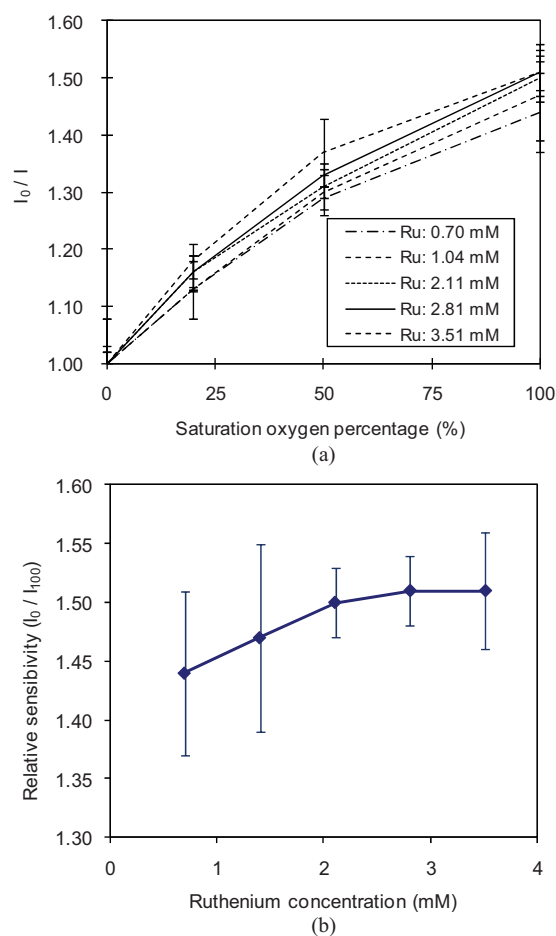 1.60
1.50
1.40
1.30
1.20
1.10
1.00
I0 / I
Ru: 0.70 mM
Ru: 1.04 mM
Ru: 2.11 mM
Ru: 2.81 mM
Ru: 3.51 mM
0 25 50 75 100
Saturation oxygen percentage (%)
(a)
1.60
1.55
1.50
1.45
1.40
1.35
1.30
Relative sensibivity (I0 / I100)
0 1 2 3 4
Ruthenium concentration (mM)
(b)